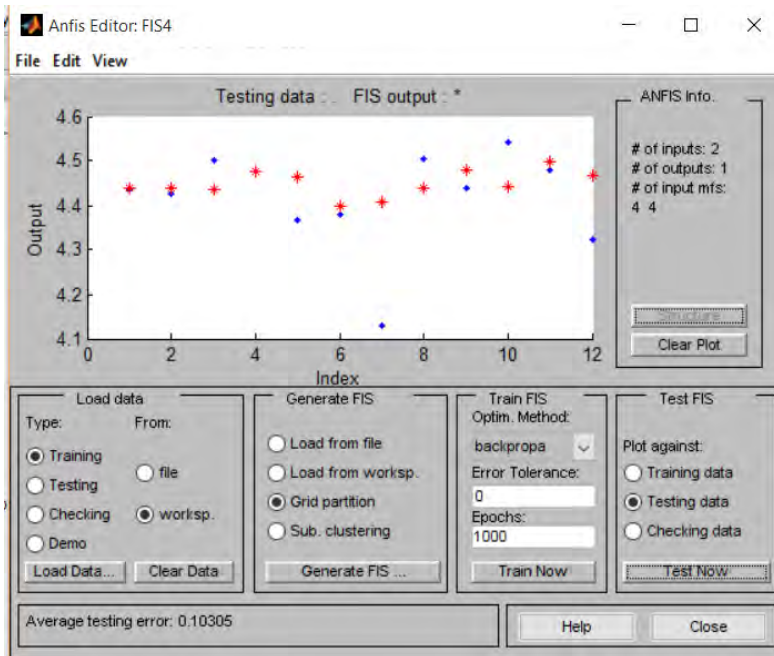 Anfis Editor: FIS4
File Edit View
Testing data : . FIS output : *
4.6
4.5
4.4
4.3
4.2
4.1
Output
0 2 4 6 8 10 12
Index
ANFIS Info.
# of inputs: 2
# of outputs: 1
# of input mfs:
4 4
Structure
Clear Plot
Load data
Type: From:
Training
Testing
Checking
Demo
file
worksp.
Load Data... Clear Data
Generate FIS
Load from file
Load from worksp.
Grid partition
Sub. clustering
Generate FIS ...
Train FIS
Optim. Method:
backpropa
Error Tolerance:
0
Epochs:
1000
Train Now
Test FIS
Plot against:
Training data
Testing data
Checking data
Test Now
Average testing error: 0.10305
Help Close